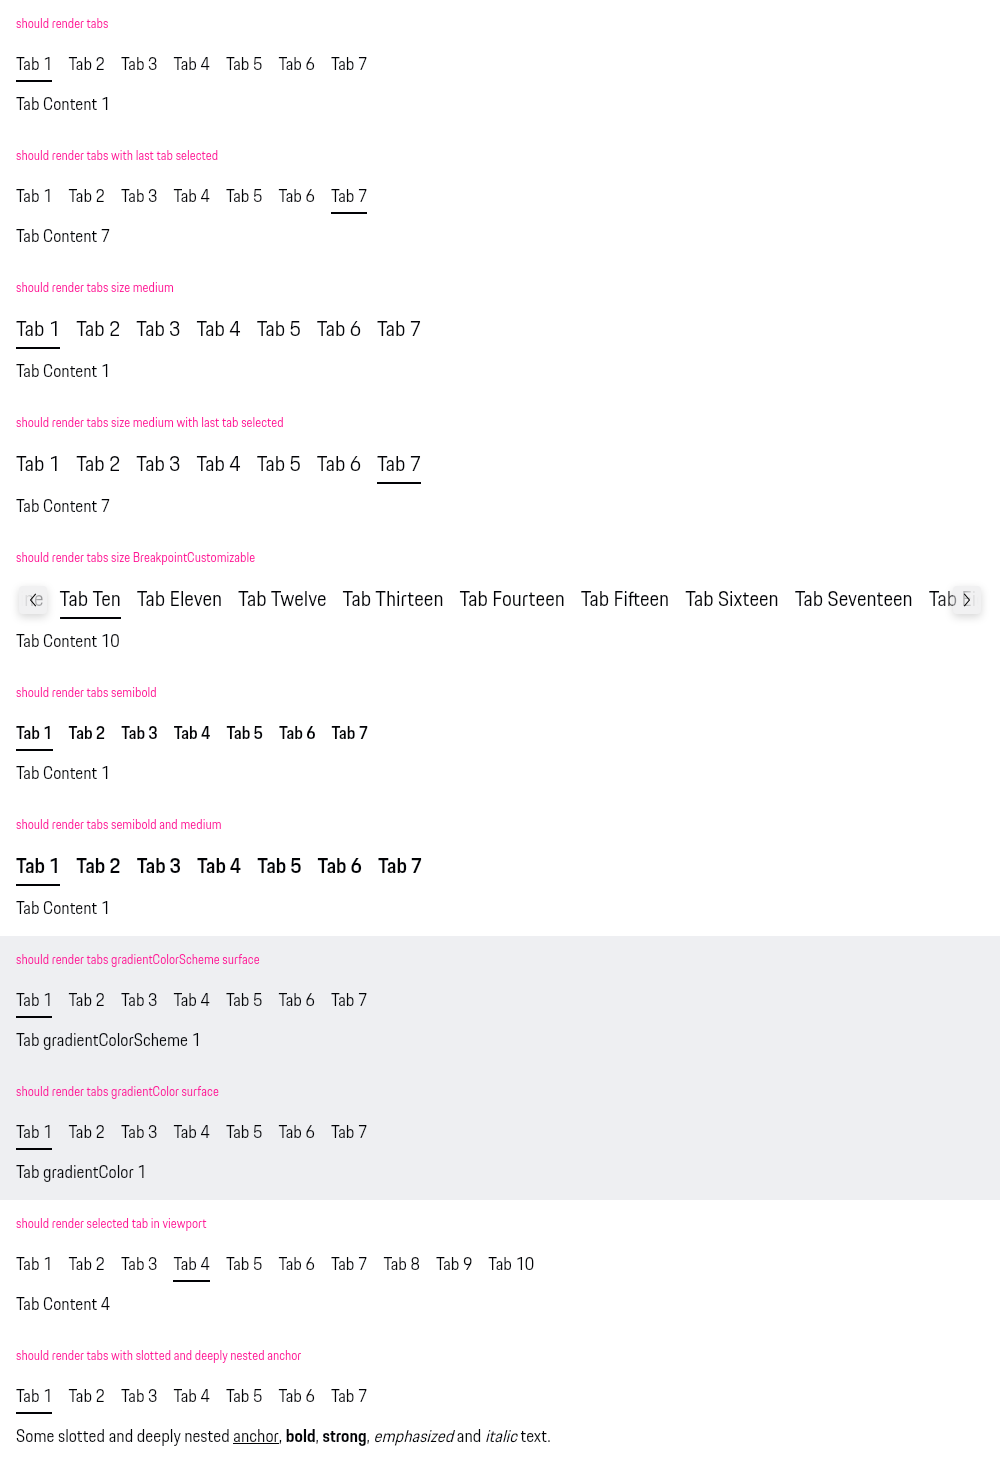 should render tabs
Tab 1 Tab 2 Tab 3 Tab 4 Tab 5 Tab 6 Tab 7
Tab Content 1
should render tabs with last tab selected
Tab 1 Tab 2 Tab 3 Tab 4 Tab 5 Tab 6 Tab 7
Tab Content 7
should render tabs size medium
Tab 1 Tab 2 Tab 3 Tab 4 Tab 5 Tab 6 Tab 7
Tab Content 1
should render tabs size medium with last tab selected
Tab 1 Tab 2 Tab 3 Tab 4 Tab 5 Tab 6 Tab 7
Tab Content 7
should render tabs size BreakpointCustomizable
Tab Ten Tab Eleven Tab Twelve Tab Thirteen Tab Fourteen Tab Fifteen Tab Sixteen Tab Seventeen Tab
Tab Content 10
should render tabs semibold
Tab 1 Tab 2 Tab 3 Tab 4 Tab 5 Tab 6 Tab 7
Tab Content 1
should render tabs semibold and medium
Tab 1 Tab 2 Tab 3 Tab 4 Tab 5 Tab 6 Tab 7
Tab Content 1
should render tabs gradientColorScheme surface
Tab 1 Tab 2 Tab 3 Tab 4 Tab 5 Tab 6 Tab 7
Tab gradientColorScheme 1
should render tabs gradientColor surface
Tab 1 Tab 2 Tab 3 Tab 4 Tab 5 Tab 6 Tab 7
Tab gradientColor 1
should render selected tab in viewport
Tab 1 Tab 2 Tab 3 Tab 4 Tab 5 Tab 6 Tab 7 Tab 8 Tab 9 Tab 10
Tab Content 4
should render tabs with slotted and deeply nested anchor
Tab 1 Tab 2 Tab 3 Tab 4 Tab 5 Tab 6 Tab 7
Some slotted and deeply nested anchor, bold, strong, emphasized and italic text.